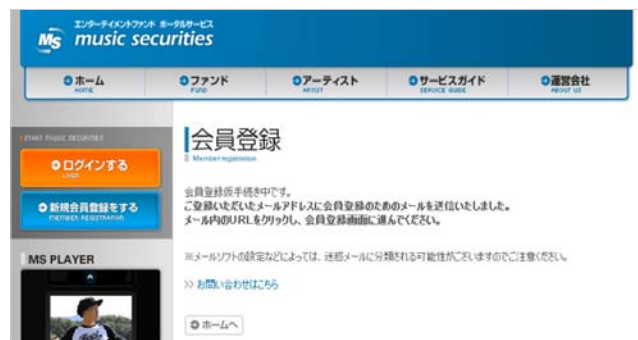 エンターテイメントファンド ポータルサービス
MS music securities
ホーム
HOME
ファンド
FUND
アーティスト
ARTIST
サービスガイド
SERVICE GUIDE
運営会社
ABOUT US
START MUSIC SECURITIES
ログインする
LOGIN
新規会員登録をする
MEMBER REGISTRATION
MS PLAYER
会員登録
Member registration
会員登録仮手続き中です。
ご登録いただいたメールアドレスに会員登録のためのメールを送信いたしました。
メール内のURLをクリックし、会員登録画面に進んでください。
※メールソフトの設定などによっては、迷惑メールに分類される可能性がございますのでご注意ください。
>> お問い合わせはこちら
ホームへ